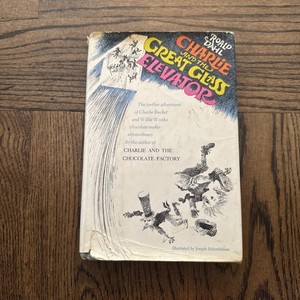 ROALD
DAHL
CHARLIE
AND THE
GREAT GLASS
ELEVATOR
The further adventures
of Charlie Bucket
and Willy Wonka
chocolate-maker
extraordinary
by the author of
CHARLIE AND THE
CHOCOLATE FACTORY
Illustrated by Joseph Schindelman